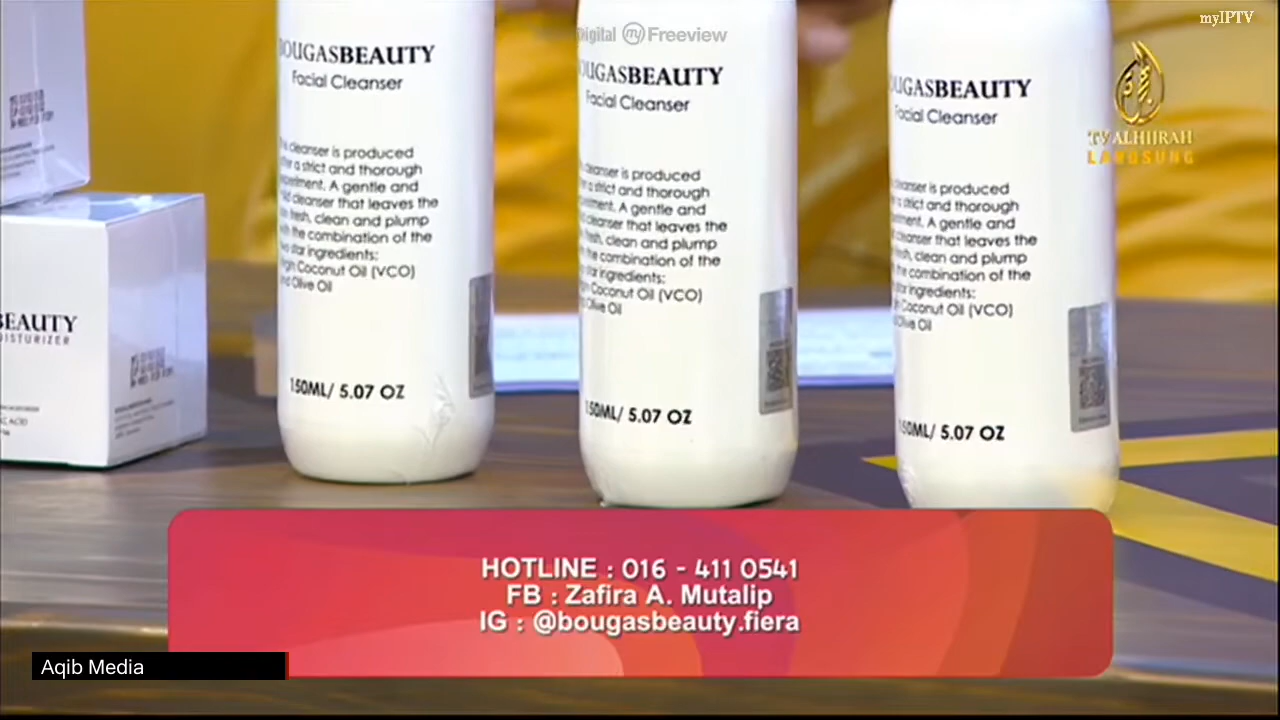 myIPTV
Digital my Freeview
TV ALHIJRAH
LANGSUNG
OUGASBEAUTY
Facial Cleanser
cleanser is produced
a strict and thorough
A gentle and
cleanser that leaves the
fresh, clean and plump
the combination of the
star ingredients:
Coconut Oil (VCO)
Olive Oil
150ML/ 5.07 OZ
OUGASBEAUTY
Facial Cleanser
cleanser is produced
a strict and thorough
A gentle and
cleanser that leaves the
fresh, clean and plump
the combination of the
ingredients:
Coconut Oil (VCO)
Olive Oil
150ML/ 5.07 OZ
UGASBEAUTY
Facial Cleanser
cleanser is produced
a strict and thorough
A gentle and
cleanser that leaves the
fresh, clean and plump
the combination of the
ingredients:
Coconut Oil (VCO)
Olive Oil
150ML/ 5.07 OZ
BEAUTY
OISTURIZER
HOTLINE : 016 - 411 0541
FB : Zafira A. Mutalip
IG : @bougasbeauty.fiera
Aqib Media